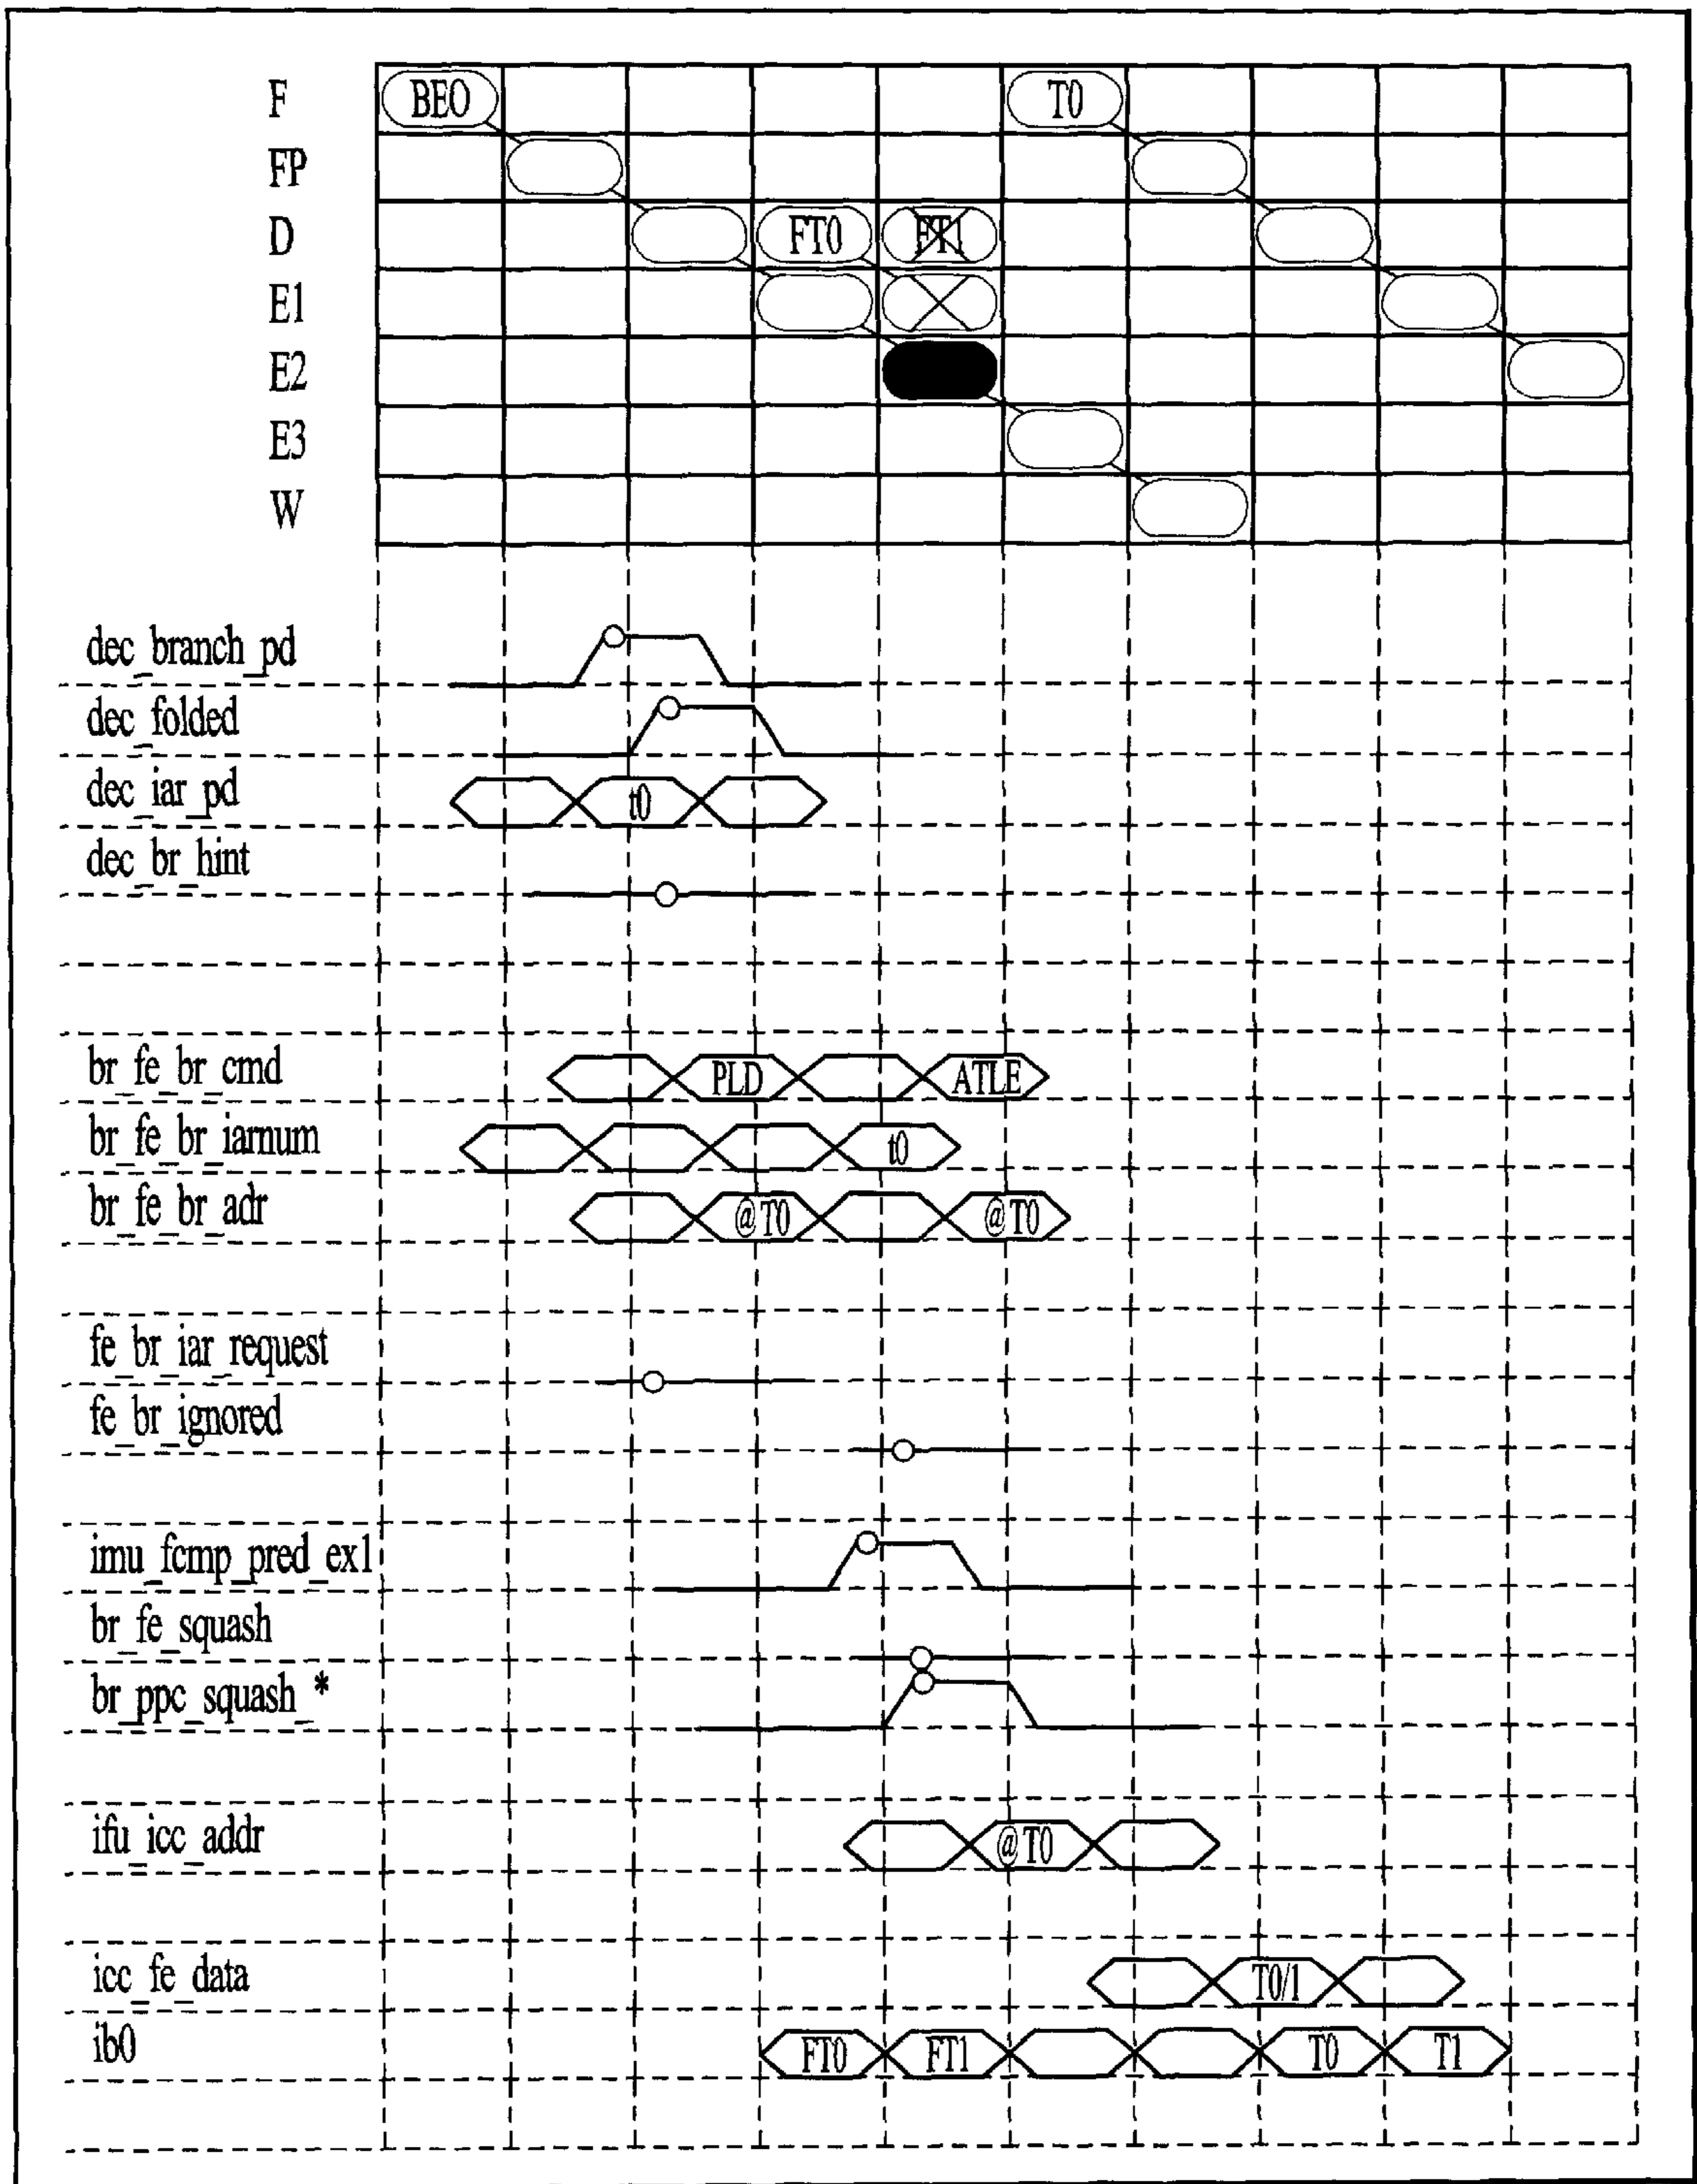 F BEO T0
FP
D FT0 FT1
E1
E2
E3
W
dec_branch_pd
dec_folded
dec_iar_pd t0
dec_br_hint
br_fe_br_cmd PLD ATLE
br_fe_br_iarnum t0
br_fe_br_adr @T0 @T0
fe_br_iar_request
fe_br_ignored
imu_fcmp_pred_ex1
br_fe_squash
br_ppc_squash_*
ifu_icc_addr @T0
icc_fe_data T0/1
ib0 FT0 FT1 T0 T1